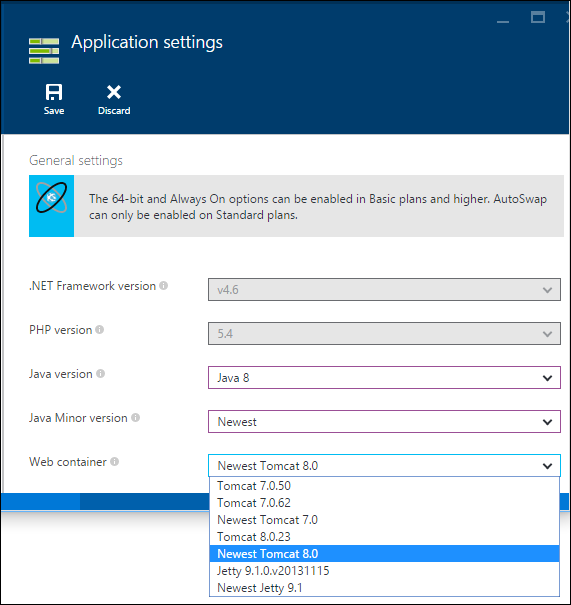 Application settings
Save
Discard
General settings
The 64-bit and Always On options can be enabled in Basic plans and higher. AutoSwap
can only be enabled on Standard plans.
.NET Framework version
v4.6
PHP version
5.4
Java version
Java 8
Java Minor version
Newest
Web container
Newest Tomcat 8.0
Tomcat 7.0.50
Tomcat 7.0.62
Newest Tomcat 7.0
Tomcat 8.0.23
Newest Tomcat 8.0
Jetty 9.1.0.v20131115
Newest Jetty 9.1